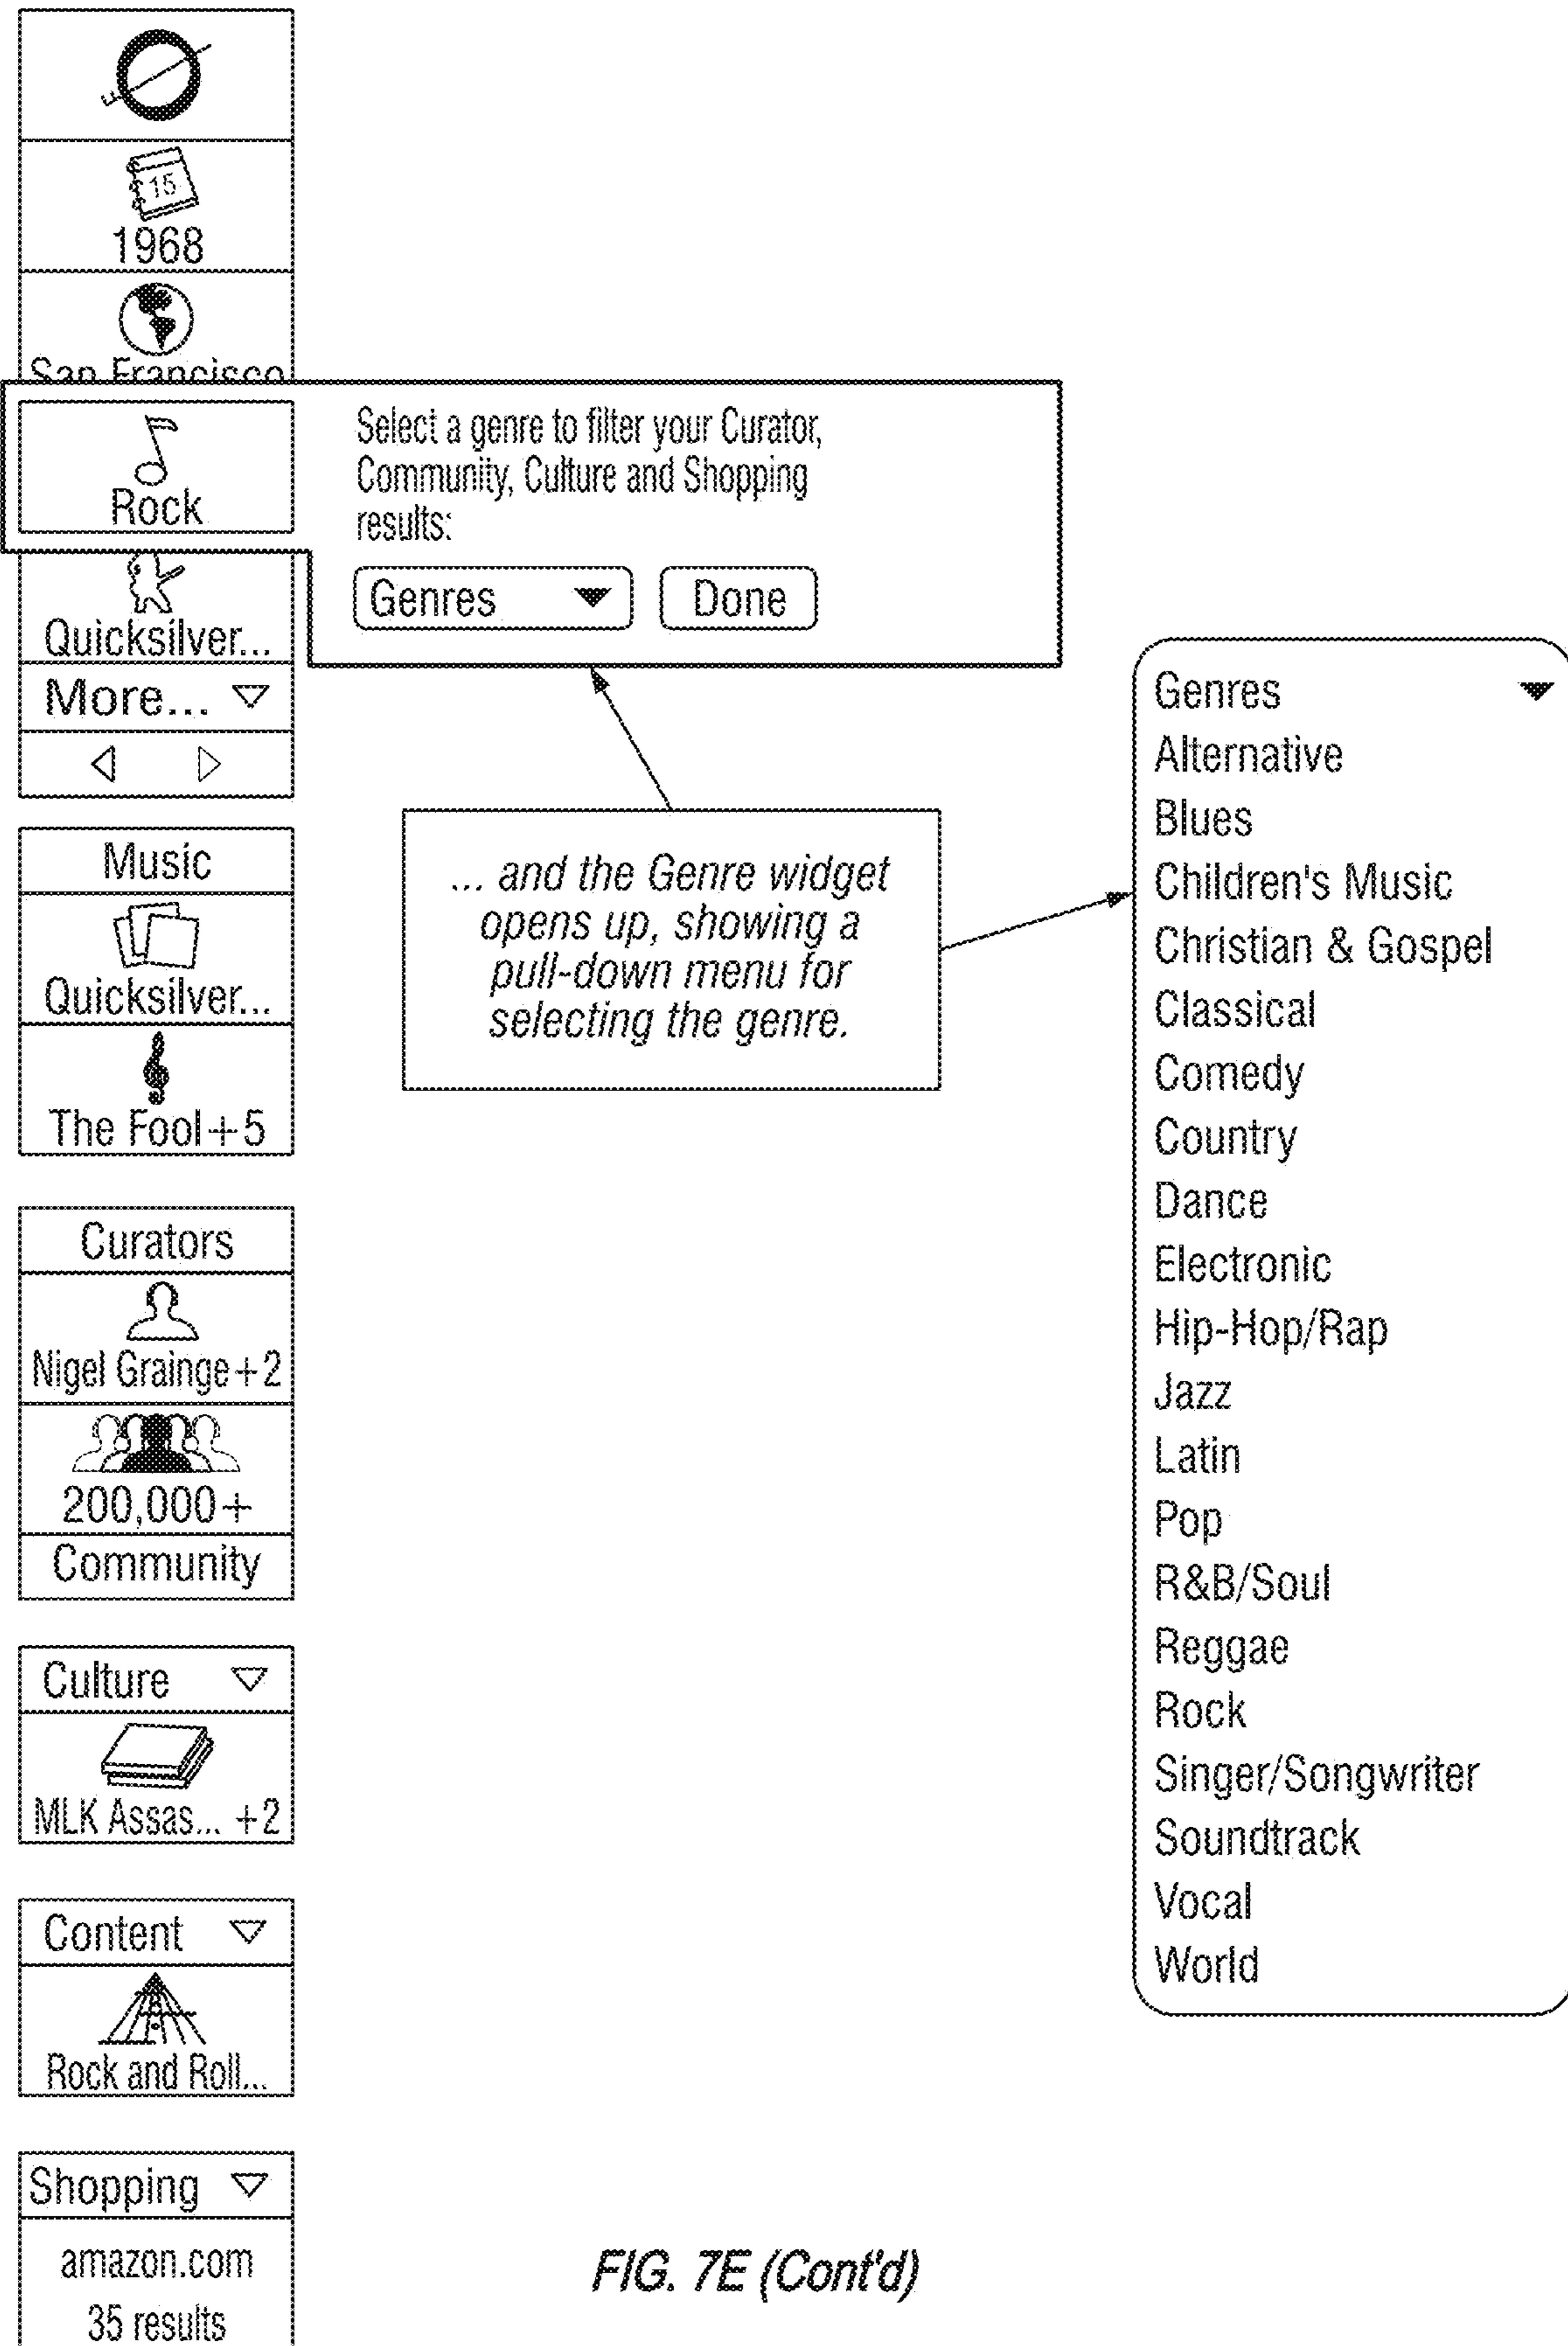 15
1968
San Francisco
Rock
Select a genre to filter your Curator,
Community, Culture and Shopping
results:
Genres
Done
Quicksilver...
More...
Music
Quicksilver...
The Fool+5
Curators
Nigel Grainge+2
200,000+
Community
Culture
MLK Assas... +2
Content
Rock and Roll...
Shopping
amazon.com
35 results
... and the Genre widget
opens up, showing a
pull-down menu for
selecting the genre.
Genres
Alternative
Blues
Children's Music
Christian & Gospel
Classical
Comedy
Country
Dance
Electronic
Hip-Hop/Rap
Jazz
Latin
Pop
R&B/Soul
Reggae
Rock
Singer/Songwriter
Soundtrack
Vocal
World
FIG. 7E (Cont'd)